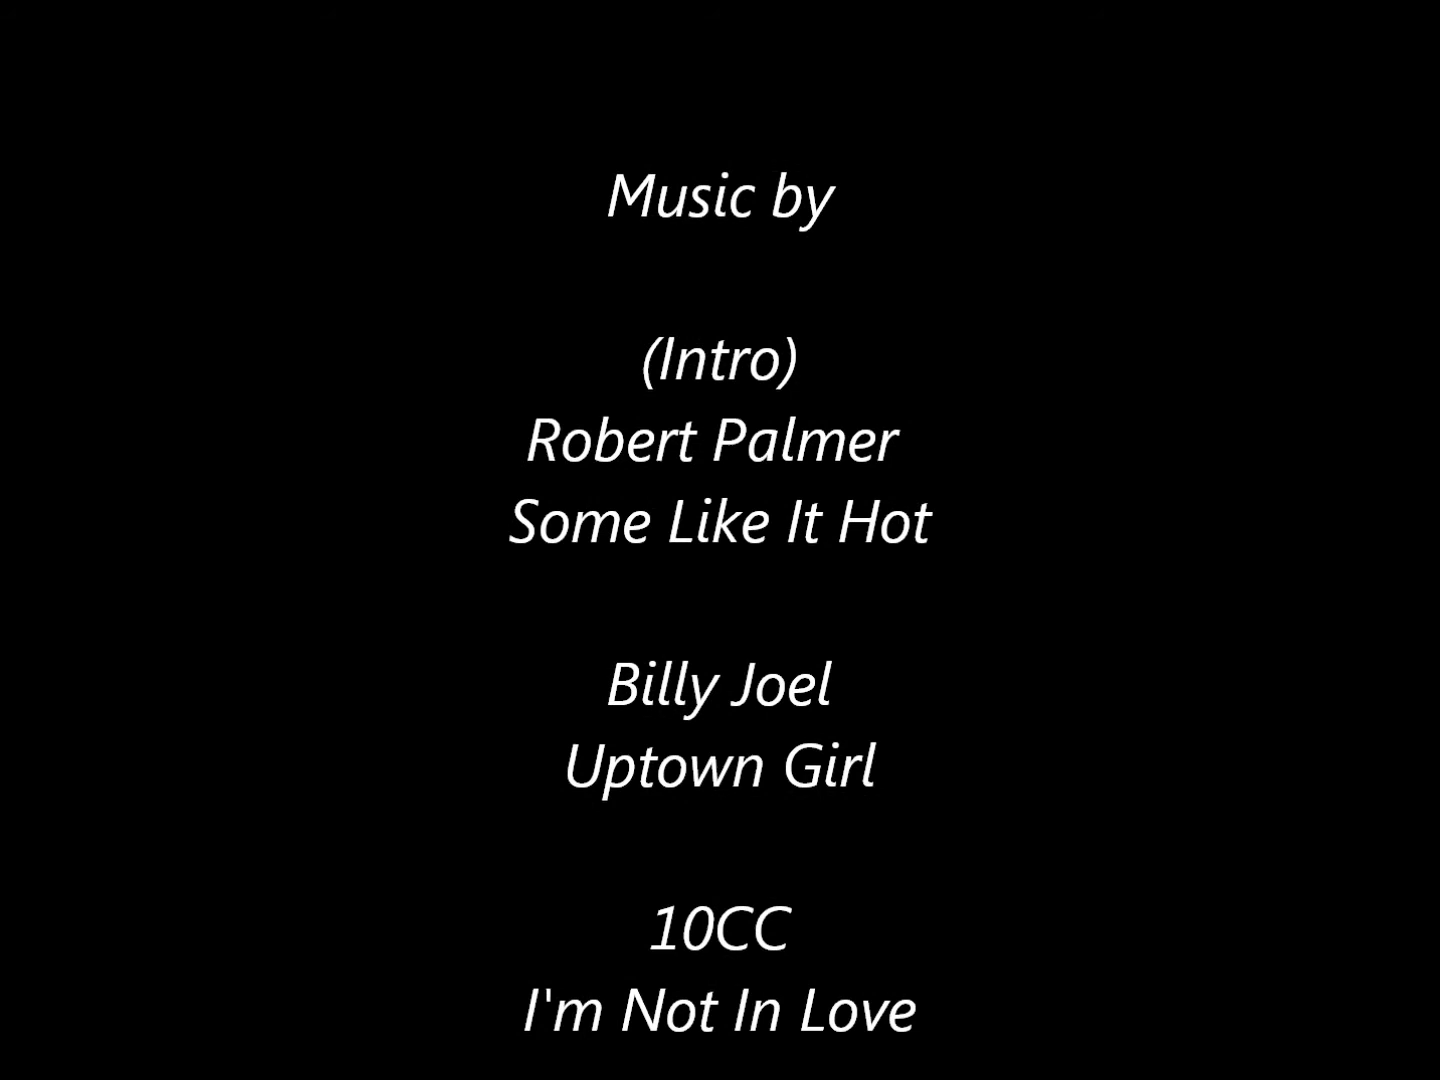 Music by
(Intro)
Robert Palmer
Some Like It Hot
Billy Joel
Uptown Girl
10CC
I'm Not In Love